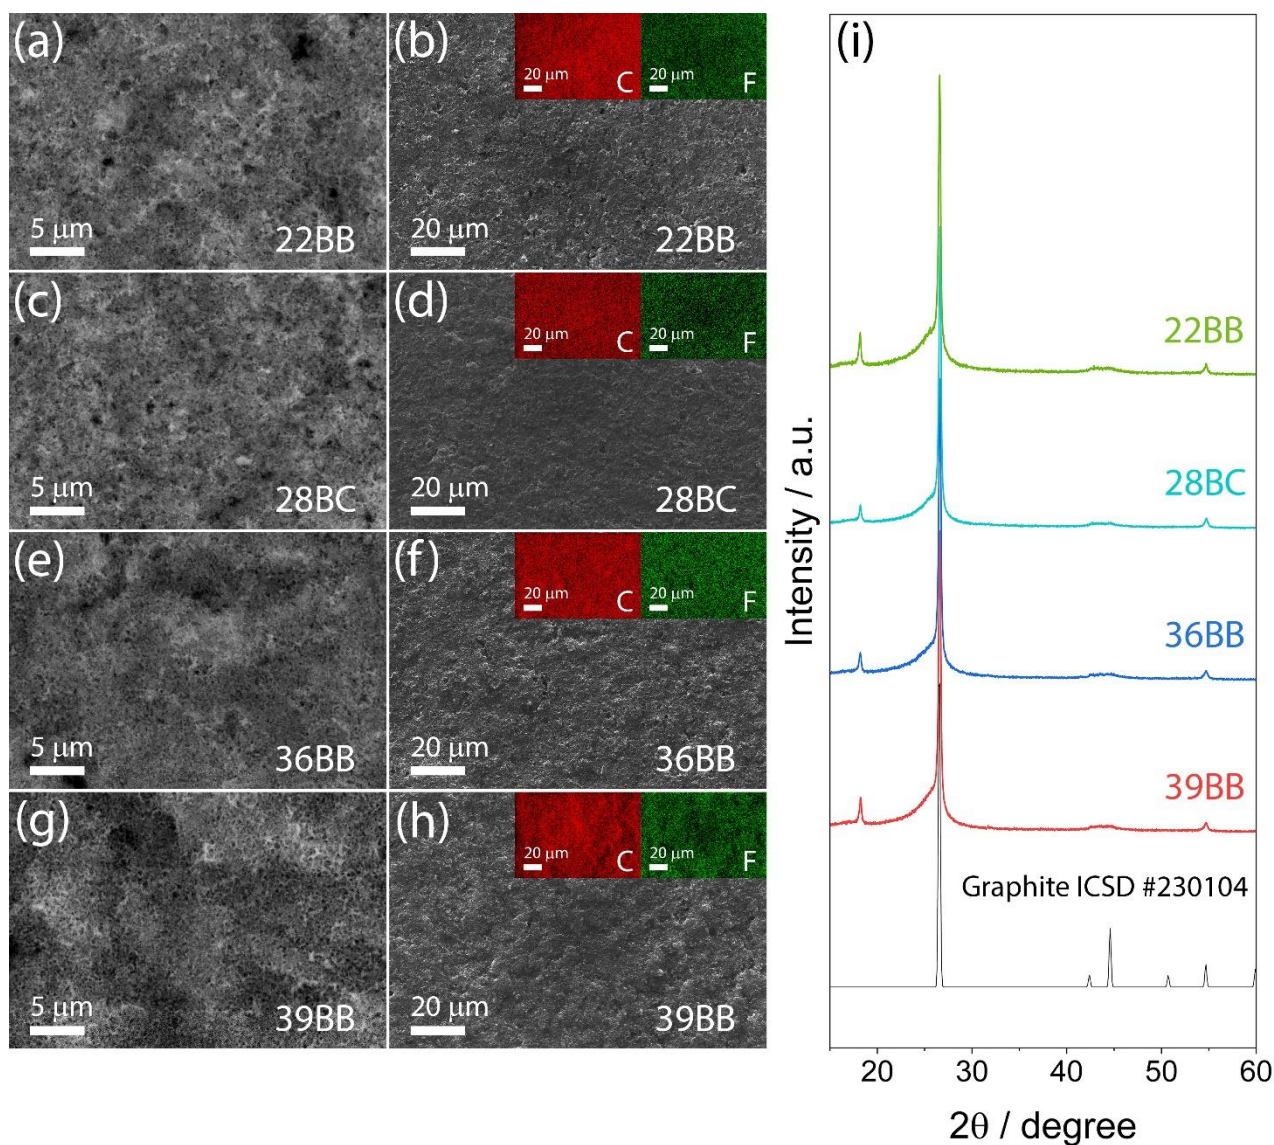 (a)
5 μm
22BB
(b)
20 μm
C
20 μm
F
20 μm
22BB
(c)
5 μm
28BC
(d)
20 μm
C
20 μm
F
20 μm
28BC
(e)
5 μm
36BB
(f)
20 μm
C
20 μm
F
20 μm
36BB
(g)
5 μm
39BB
(h)
20 μm
C
20 μm
F
20 μm
39BB
(i)
Intensity / a.u.
22BB
28BC
36BB
39BB
Graphite ICSD #230104
20 30 40 50 60
2θ / degree